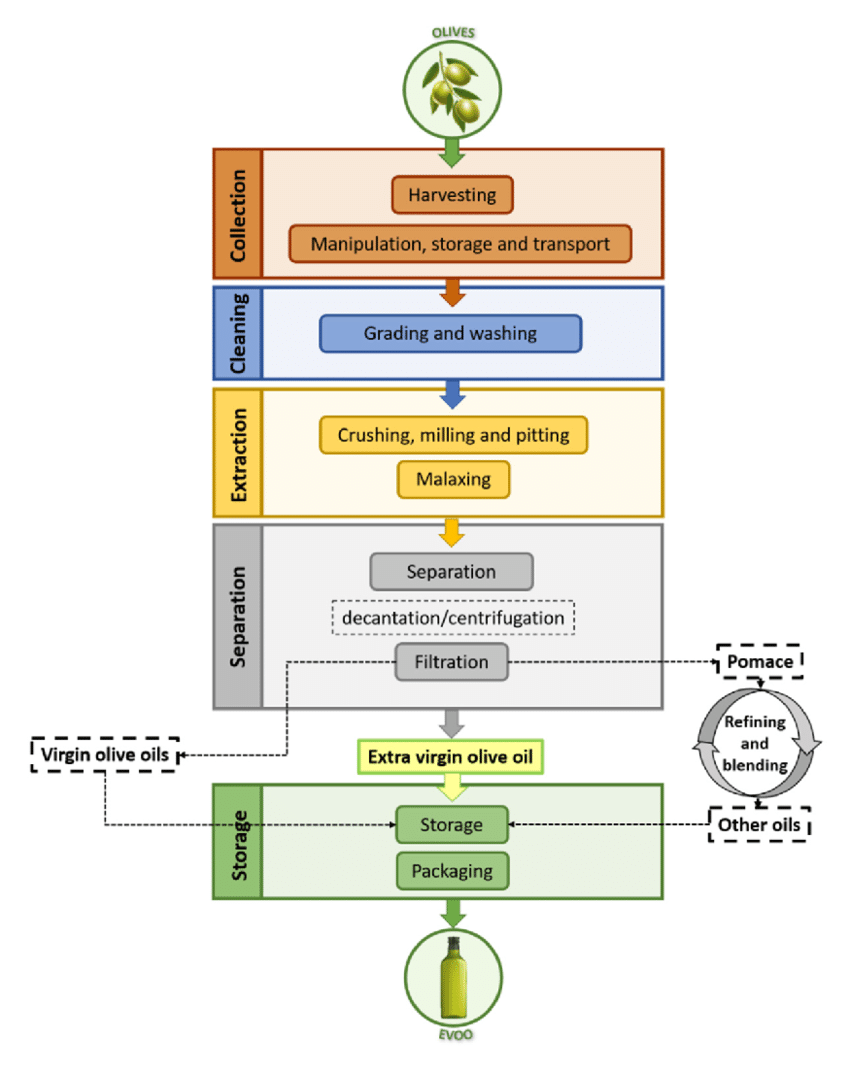 OLIVES
Collection
Harvesting
Manipulation, storage and transport
Cleaning
Grading and washing
Extraction
Crushing, milling and pitting
Malaxing
Separation
Separation
decantation/centrifugation
Filtration
Pomace
Refining
and
blending
Virgin olive oils
Extra virgin olive oil
Storage
Storage
Other oils
Packaging
EVOO